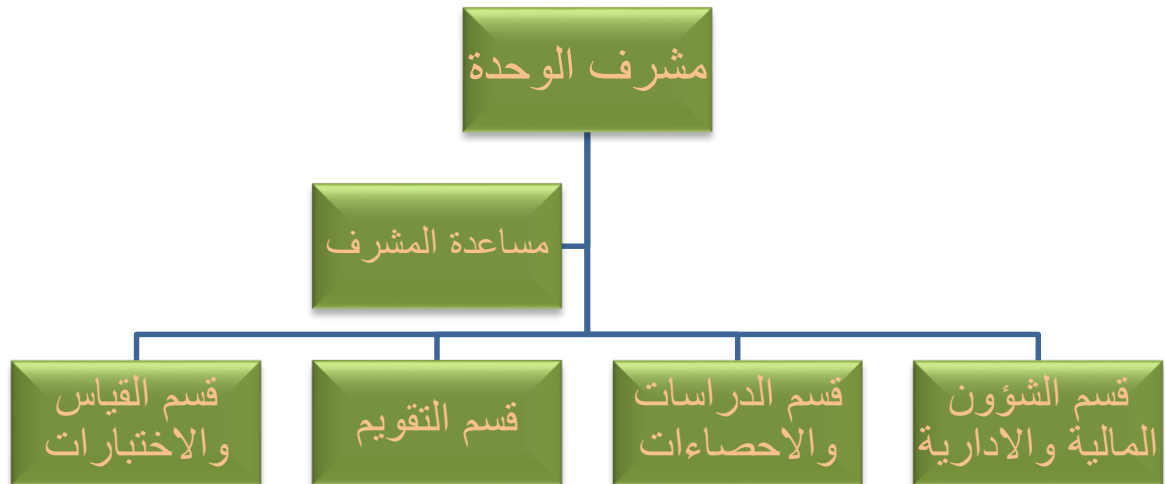 مشرف الوحدة
مساعدة المشرف
قسم الشؤون
المالية والادارية
قسم الدراسات
والاحصاءات
قسم التقويم
قسم القياس
والاختبارات